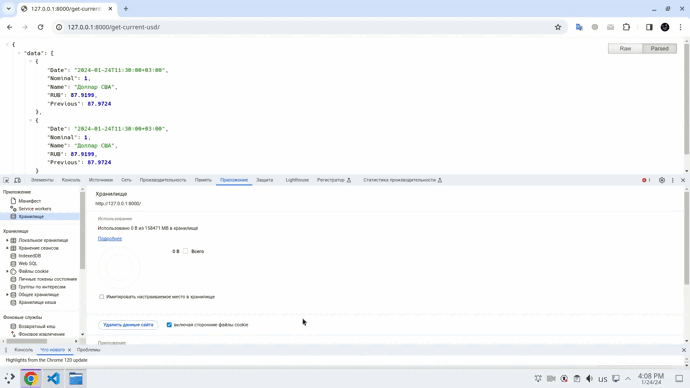 127.0.0.1:8000/get-current
127.0.0.1:8000/get-current-usd/
Raw
Parsed
{
"data": [
{
"Date": "2024-01-24T11:30:00+03:00",
"Nominal": 1,
"Name": "Доллар США",
"RUB": 87.9199,
"Previous": 87.9724
},
{
"Date": "2024-01-24T11:30:00+03:00",
"Nominal": 1,
"Name": "Доллар США",
"RUB": 87.9199,
"Previous": 87.9724
}
Элементы Консоль Источники Сеть Производительность Память Приложение Защита Lighthouse Регистратор Статистика производительности 1
Приложение
Манифест
Service workers
Хранилище
Хранилище
Локальное хранилище
Хранение сеансов
IndexedDB
Web SQL
Файлы cookie
Личные токены состояния
Группы по интересам
Общее хранилище
Хранилище кеша
Фоновые службы
Возвратный кеш
Фоновое извлечение
Хранилище
http://127.0.0.1:8000/
Использование
Использовано 0 B из 158471 MB в хранилище
Подробнее
0 B Всего
Имитировать настраиваемое место в хранилище
Удалить данные сайта
включая сторонние файлы cookie
Приложение
Консоль Что нового Проблемы
Highlights from the Chrome 120 update
US
4:08 PM
1/24/24